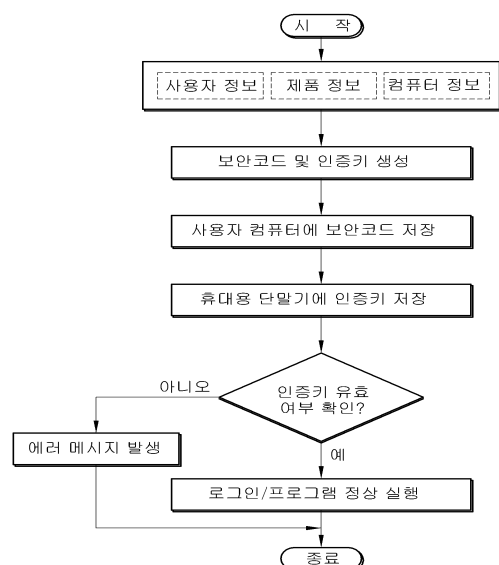 시 작
사용자 정보 제품 정보 컴퓨터 정보
보안코드 및 인증키 생성
사용자 컴퓨터에 보안코드 저장
휴대용 단말기에 인증키 저장
아니오
인증키 유효
여부 확인?
에러 메시지 발생
예
로그인/프로그램 정상 실행
종료